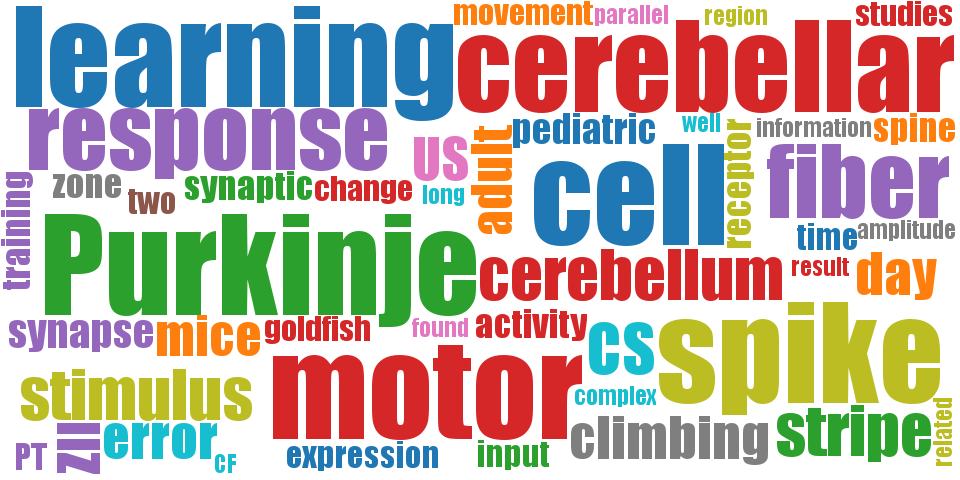 learning
movement
parallel
region
studies
cerebellar
response
pediatric
well
information
spine
US
adult
receptor
cell
fiber
zone
two
synaptic
change
long
training
time
amplitude
Purkinje
cerebellum
result
day
synapse
mice
goldfish
found
activity
cs
spike
motor
stimulus
complex
climbing
stripe
related
PT
ZII
error
CF
expression
input